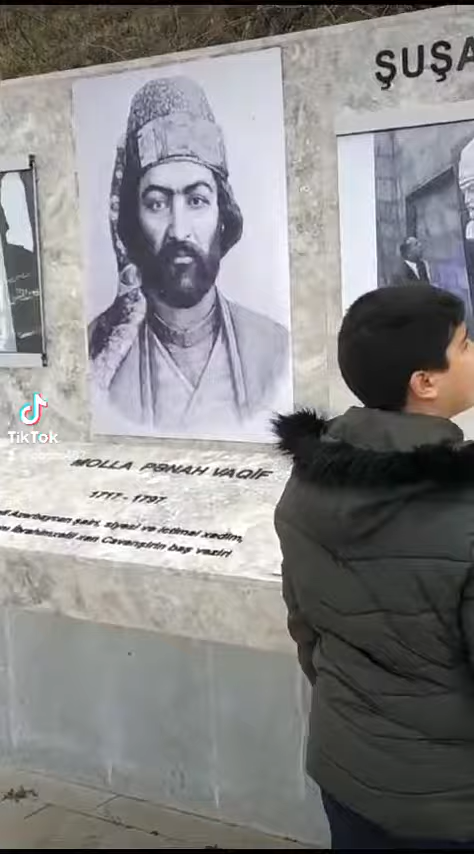 ŞUŞA
TikTok
MOLLA PƏNAH VAQİF
1717 - 1797
Azərbaycan şairi, siyasi və ictimai xadim,
İbrahimxəlil xan Cavanşirin baş vəziri